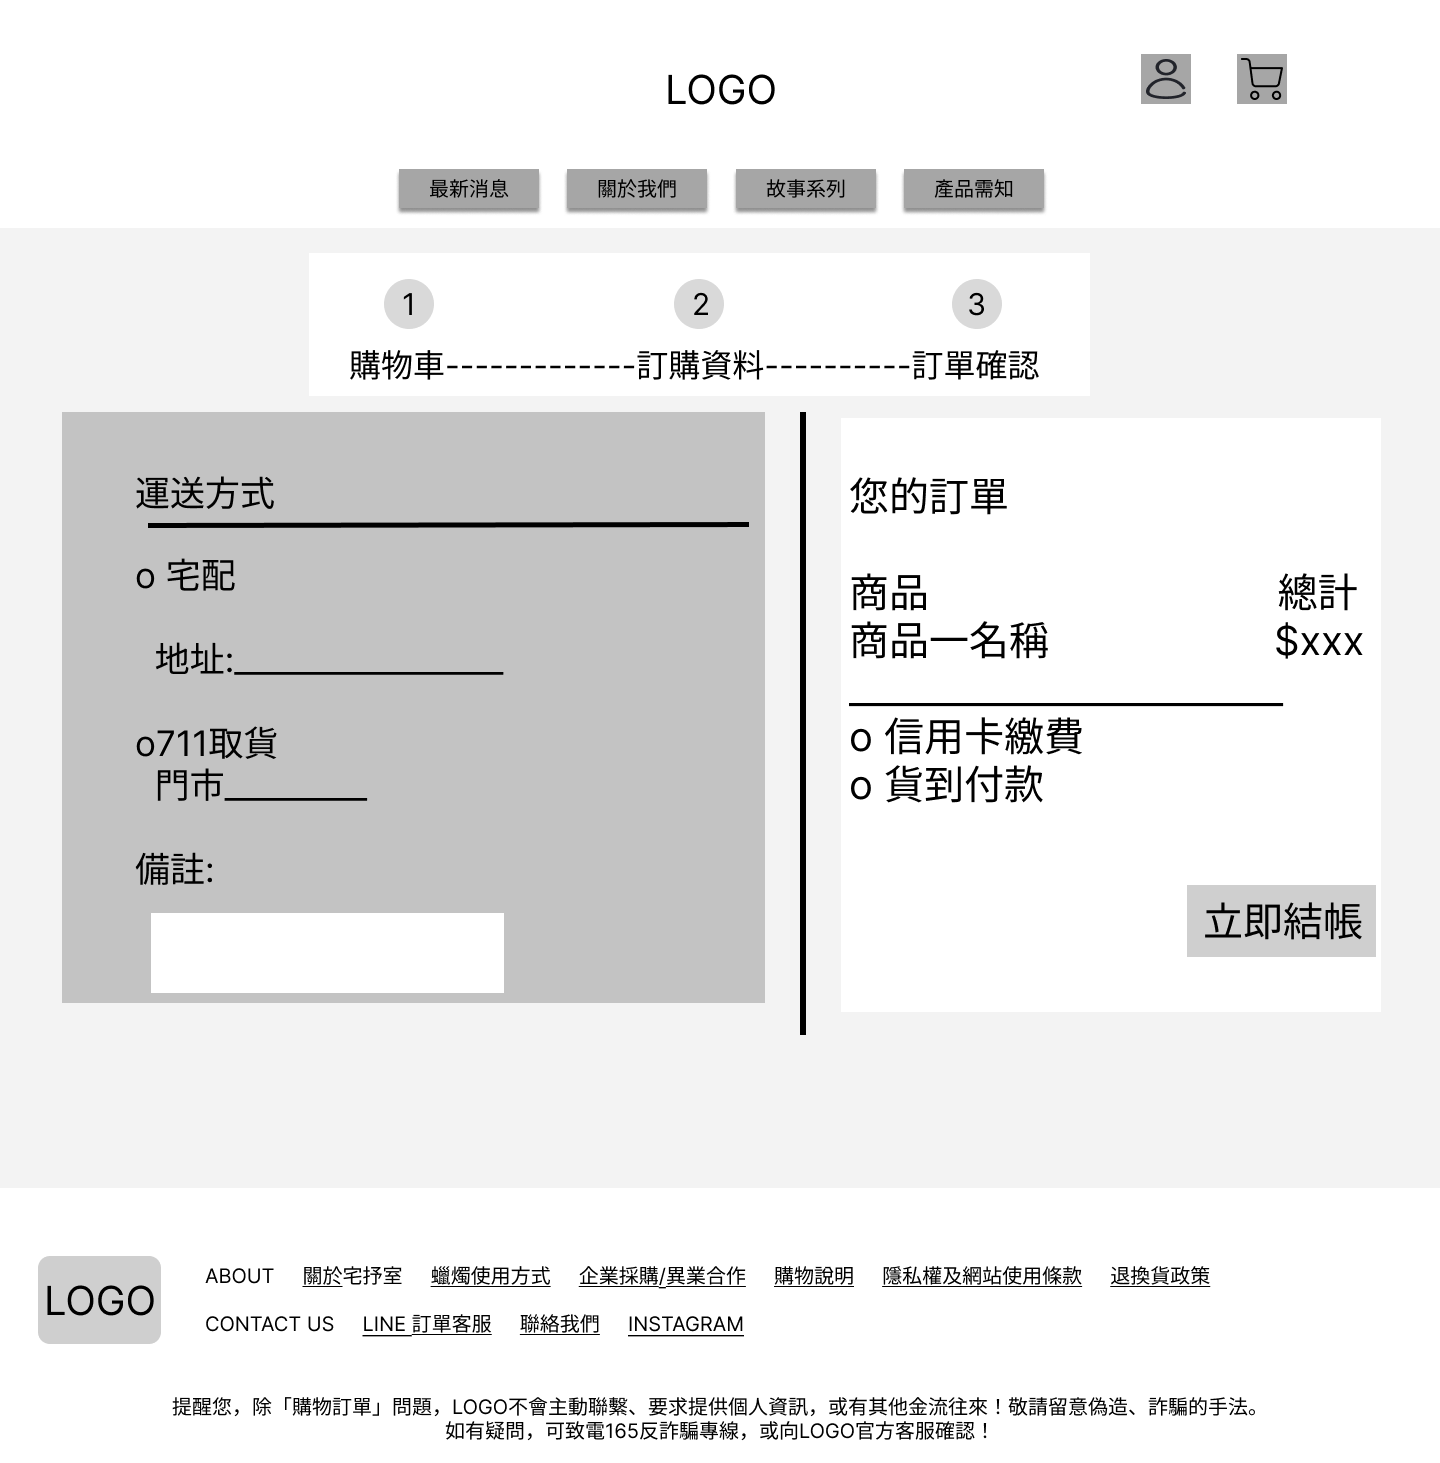 LOGO
最新消息 關於我們 故事系列 產品需知
1 2 3
購物車-------------訂購資料----------訂單確認
運送方式
o 宅配
地址:_________________
o711取貨
門市_________
備註:
您的訂單
商品 總計
商品一名稱 $xxx
o 信用卡繳費
o 貨到付款
立即結帳
LOGO
ABOUT 關於宅抒室 蠟燭使用方式 企業採購/異業合作 購物說明 隱私權及網站使用條款 退換貨政策
CONTACT US LINE 訂單客服 聯絡我們 INSTAGRAM
提醒您，除「購物訂單」問題，LOGO不會主動聯繫、要求提供個人資訊，或有其他金流往來！敬請留意偽造、詐騙的手法。
如有疑問，可致電165反詐騙專線，或向LOGO官方客服確認！